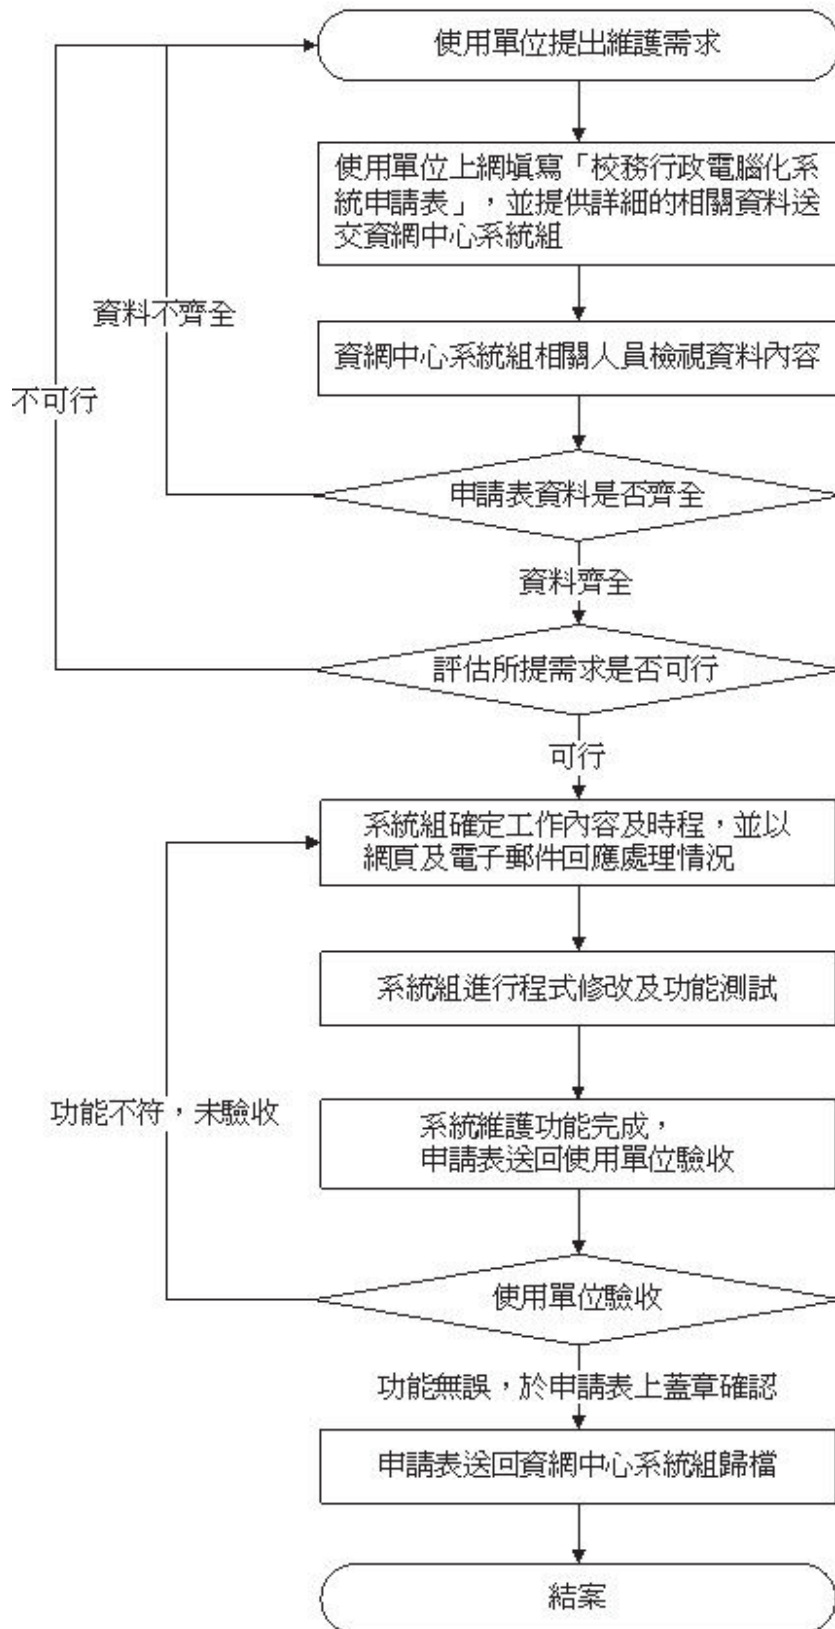 使用單位提出維護需求
使用單位上網填寫「校務行政電腦化系
統申請表」，並提供詳細的相關資料送
交資網中心系統組
資料不齊全
資網中心系統組相關人員檢視資料內容
不可行
申請表資料是否齊全
資料齊全
評估所提需求是否可行
可行
系統組確定工作內容及時程，並以
網頁及電子郵件回應處理情況
系統組進行程式修改及功能測試
功能不符，未驗收
系統維護功能完成，
申請表送回使用單位驗收
使用單位驗收
功能無誤，於申請表上蓋章確認
申請表送回資網中心系統組歸檔
結案